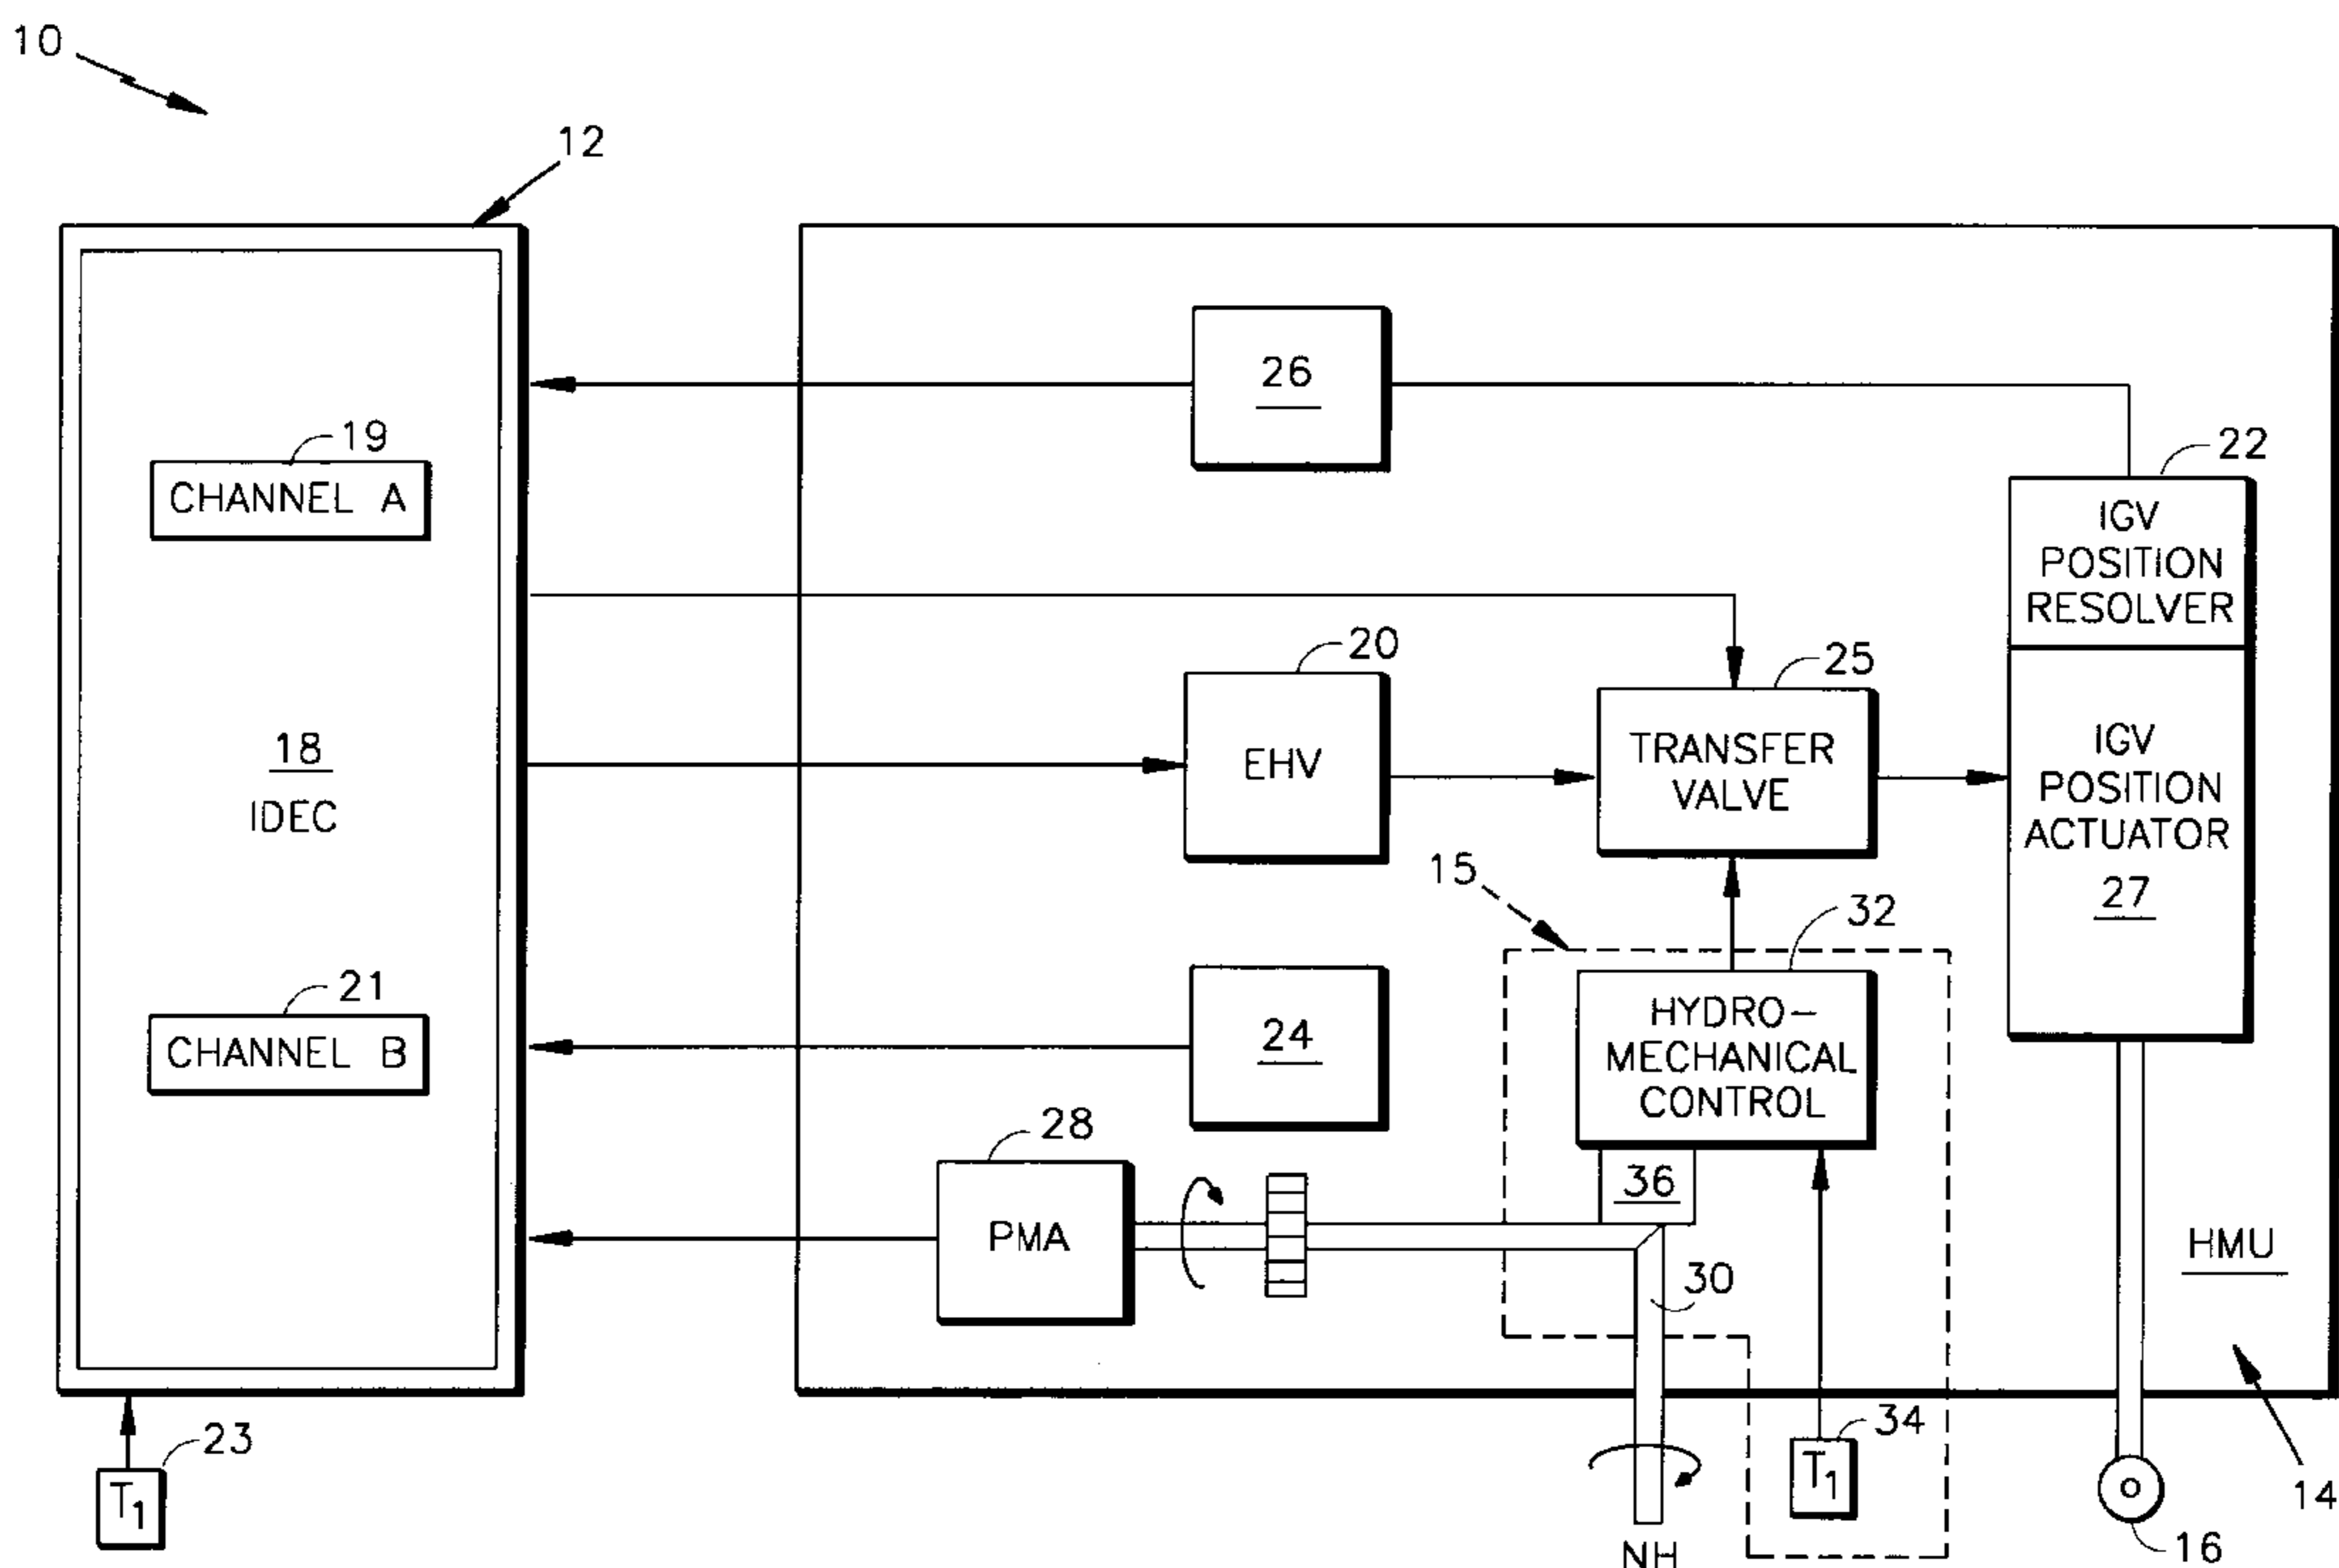 10
12
26
19
CHANNEL A
22
IGV
POSITION
RESOLVER
20
25
18
IDEC
EHV
TRANSFER
VALVE
IGV
POSITION
ACTUATOR
27
15
32
21
CHANNEL B
24
HYDRO-
MECHANICAL
CONTROL
28
PMA
36
30
HMU
23
T1
34
T1
14
16
NH